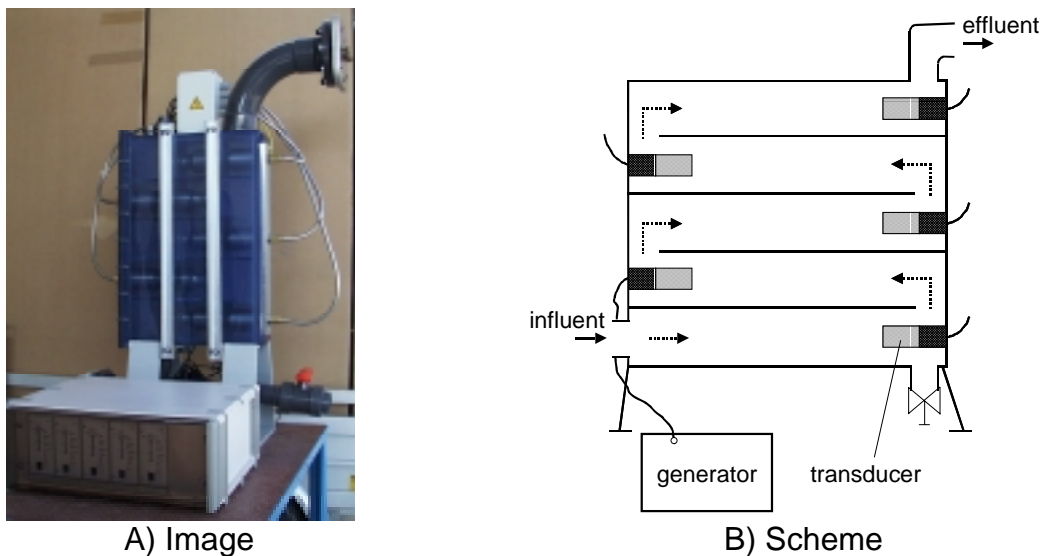 effluent
influent
generator
transducer
A) Image
B) Scheme